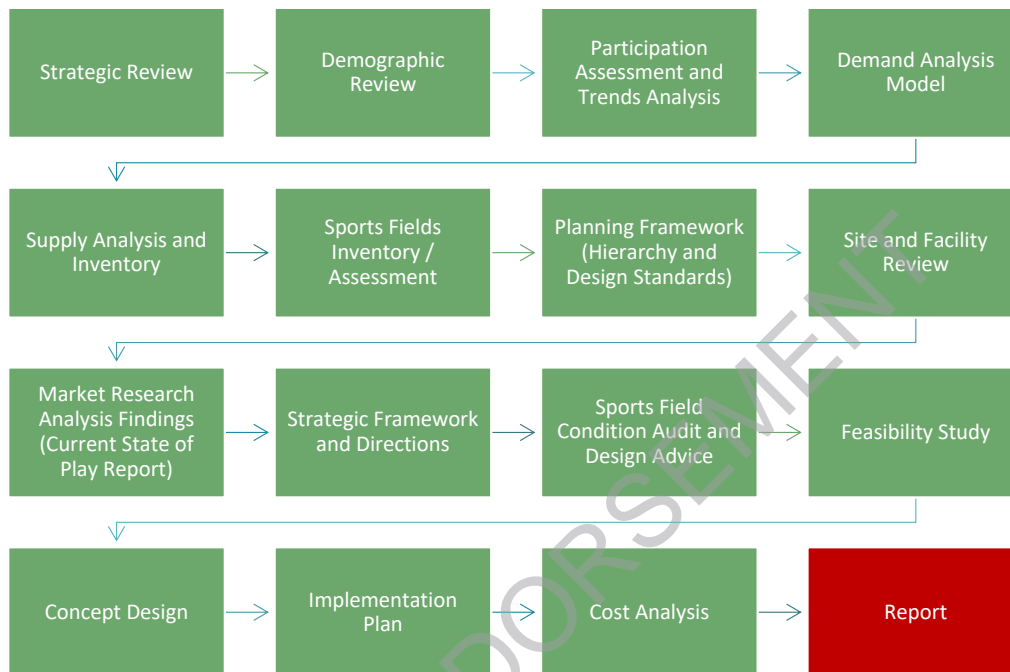 Strategic Review
Demographic
Review
Participation
Assessment and
Trends Analysis
Demand Analysis
Model
Supply Analysis and
Inventory
Sports Fields
Inventory /
Assessment
Planning Framework
(Hierarchy and
Design Standards)
Site and Facility
Review
Market Research
Analysis Findings
(Current State of
Play Report)
Strategic Framework
and Directions
Sports Field
Condition Audit and
Design Advice
Feasibility Study
Concept Design
Implementation
Plan
Cost Analysis
Report
DORSEMENT